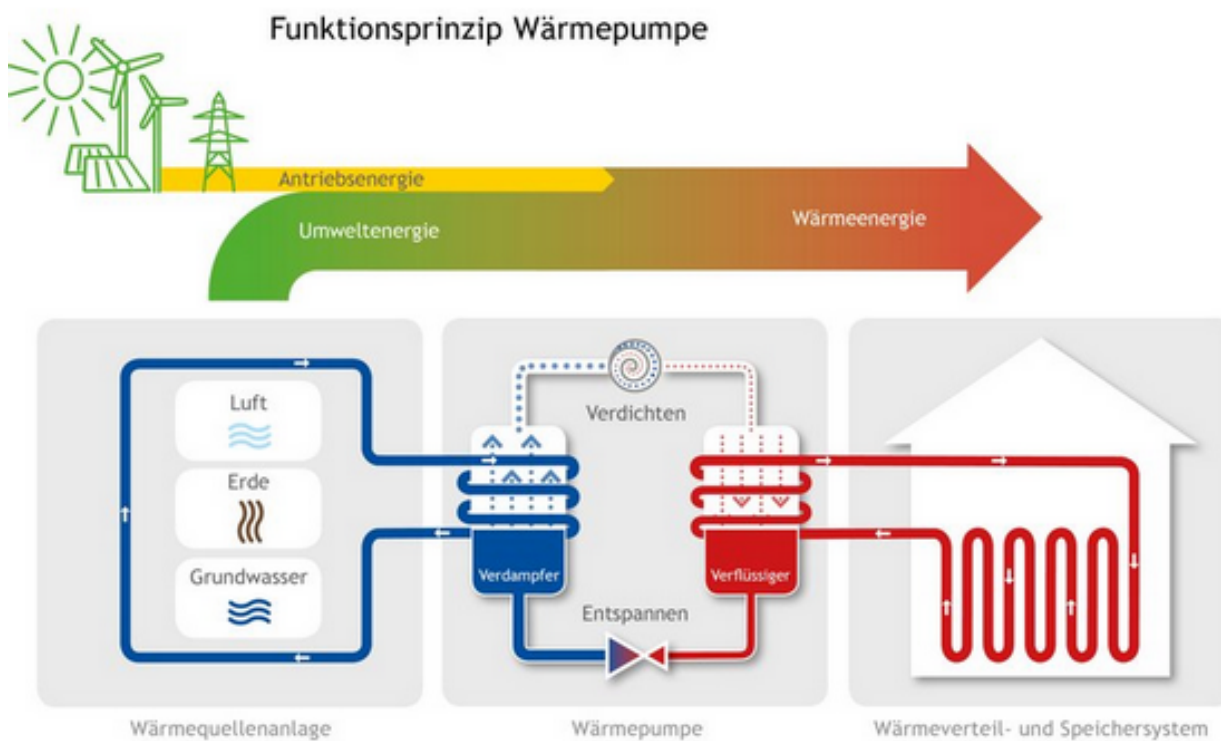 Funktionsprinzip Wärmepumpe
Antriebsenergie
Umweltenergie
Wärmeenergie
Luft
Erde
Grundwasser
Verdichten
Verdampfer
Verflüssiger
Entspannen
Wärmequellenanlage
Wärmepumpe
Wärmeverteil- und Speichersystem